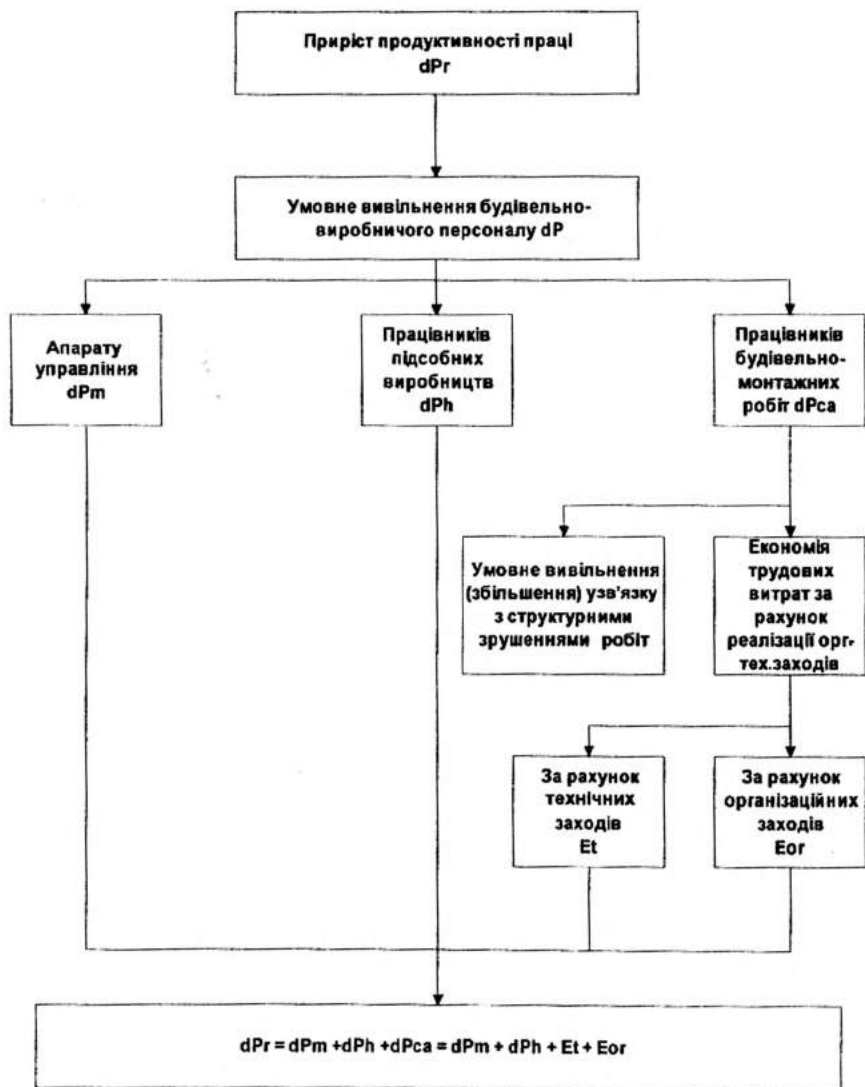 Приріст продуктивності праці
dPr
Умовне вивільнення будівельно-
виробничого персоналу dP
Апарату
управління
dPm
Працівників
підсобних
виробництв
dPh
Працівників
будівельно-
монтажних
робіт dPca
Умовне вивільнення
(збільшення) узв'язку
з структурними
зрушеннями робіт
Економія
трудових
витрат за
рахунок
реалізації орг-
тех.заходів
За рахунок
технічних
заходів
Et
За рахунок
організаційних
заходів
Eor
dPr = dPm +dPh +dPca = dPm + dPh + Et + Eor